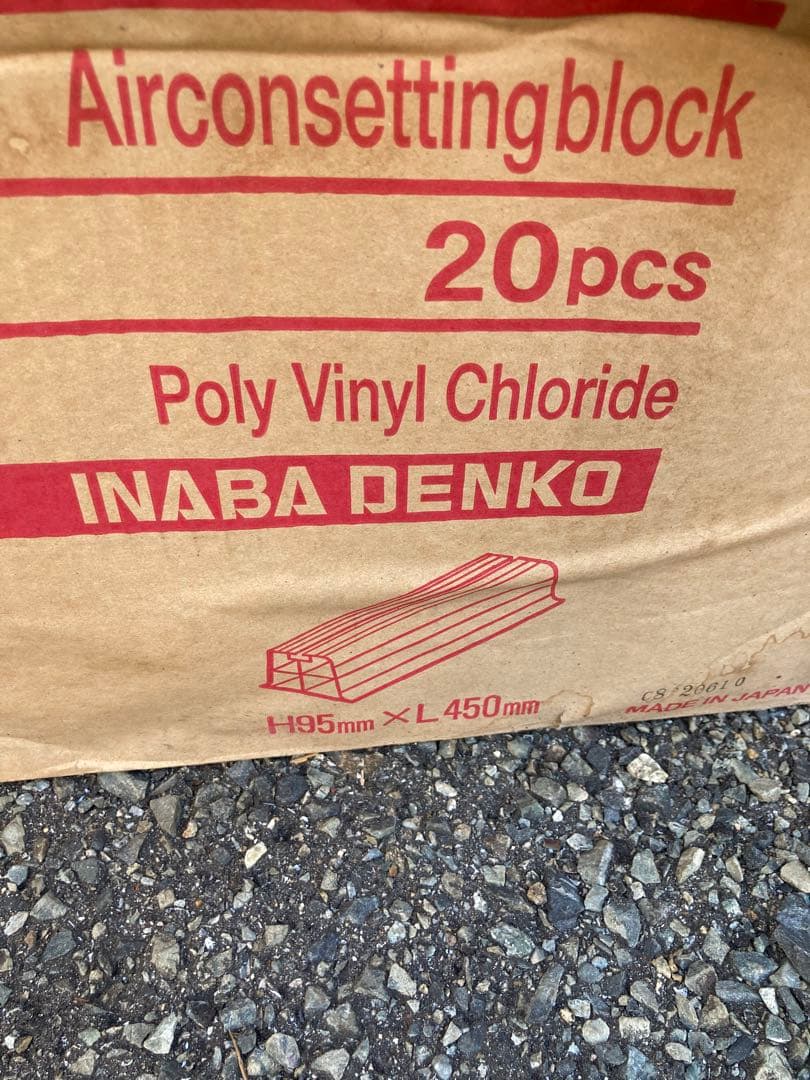 Airconsettingblock
20pcs
Poly Vinyl Chloride
INABA DENKO
H95mm×L450mm
MADE IN JAPAN